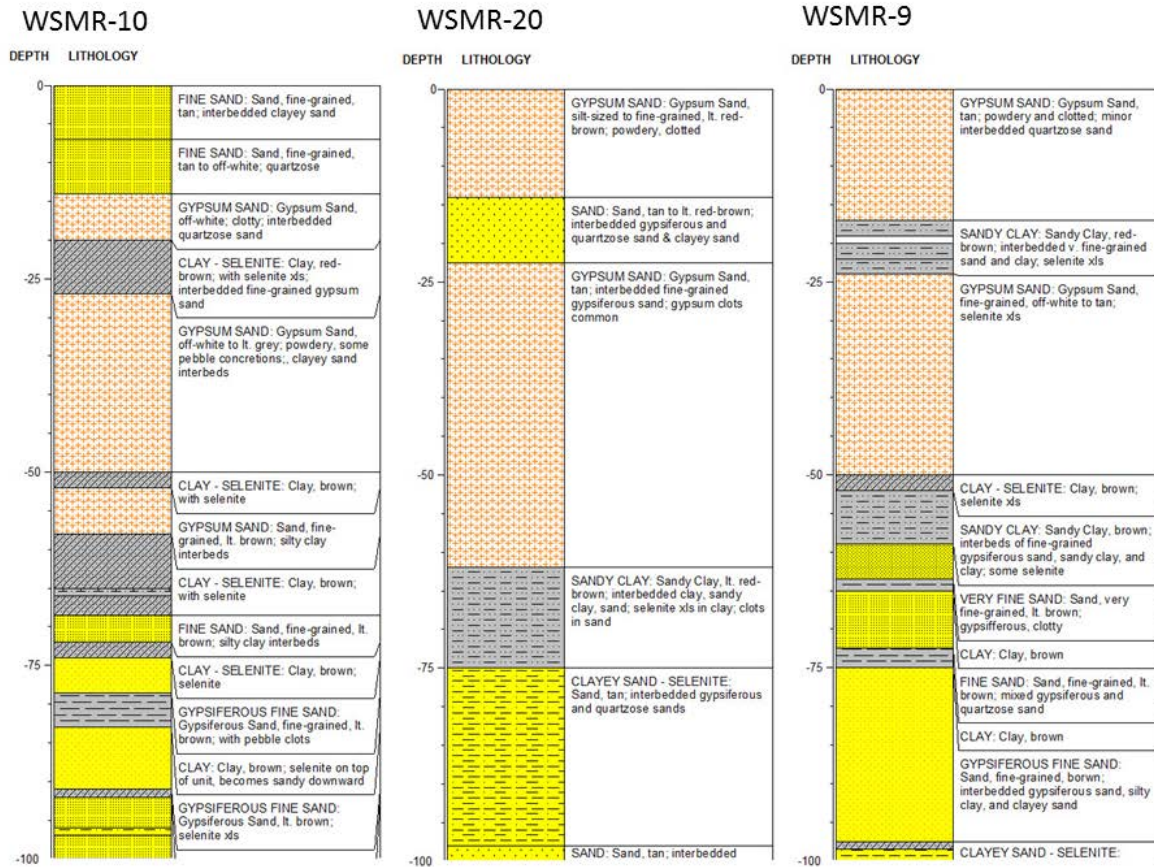 WSMR-10
DEPTH LITHOLOGY
0
-25
-50
-75
-100
FINE SAND: Sand, fine-grained,
tan; interbedded clayey sand
FINE SAND: Sand, fine-grained,
tan to off-white; quartzose
GYPSUM SAND: Gypsum Sand,
off-white; clotty; interbedded
quartzose sand
CLAY - SELENITE: Clay, red-
brown; with selenite xls;
interbedded fine-grained gypsum
sand
GYPSUM SAND: Gypsum Sand,
off-white to lt. grey; powdery, some
pebble concretions;, clayey sand
interbeds
CLAY - SELENITE: Clay, brown;
with selenite
GYPSUM SAND: Sand, fine-
grained, lt. brown; silty clay
interbeds
CLAY - SELENITE: Clay, brown;
with selenite
FINE SAND: Sand, fine-grained, lt.
brown; silty clay interbeds
CLAY - SELENITE: Clay, brown;
selenite
GYPSIFEROUS FINE SAND:
Gypsiferous Sand, fine-grained, lt.
brown; with pebble clots
CLAY: Clay, brown; selenite on top
of unit, becomes sandy downward
GYPSIFEROUS FINE SAND:
Gypsiferous Sand, lt. brown;
selenite xls
WSMR-20
DEPTH LITHOLOGY
0
-25
-50
-75
-100
GYPSUM SAND: Gypsum Sand,
silt-sized to fine-grained, lt. red-
brown; powdery, clotted
SAND: Sand, tan to lt. red-brown;
interbedded gypsiferous and
quarrtzose sand & clayey sand
GYPSUM SAND: Gypsum Sand,
tan; interbedded fine-grained
gypsiferous sand; gypsum clots
common
SANDY CLAY: Sandy Clay, lt. red-
brown; interbedded clay, sandy
clay, sand; selenite xls in clay; clots
in sand
CLAYEY SAND - SELENITE:
Sand, tan; interbedded gypsiferous
and quartzose sands
SAND: Sand, tan; interbedded
WSMR-9
DEPTH LITHOLOGY
0
-25
-50
-75
-100
GYPSUM SAND: Gypsum Sand,
tan; powdery and clotted; minor
interbedded quartzose sand
SANDY CLAY: Sandy Clay, red-
brown; interbedded v. fine-grained
sand and clay; selenite xls
GYPSUM SAND: Gypsum Sand,
fine-grained, off-white to tan;
selenite xls
CLAY - SELENITE: Clay, brown;
selenite xls
SANDY CLAY: Sandy Clay, brown;
interbeds of fine-grained
gypsiferous sand, sandy clay, and
clay; some selenite
VERY FINE SAND: Sand, very
fine-grained, lt. brown;
gypsifferous, clotty
CLAY: Clay, brown
FINE SAND: Sand, fine-grained, lt.
brown; mixed gypsiferous and
quartzose sand
CLAY: Clay, brown
GYPSIFEROUS FINE SAND:
Sand, fine-grained, borwn;
interbedded gypsiferous sand, silty
clay, and clayey sand
CLAYEY SAND - SELENITE: